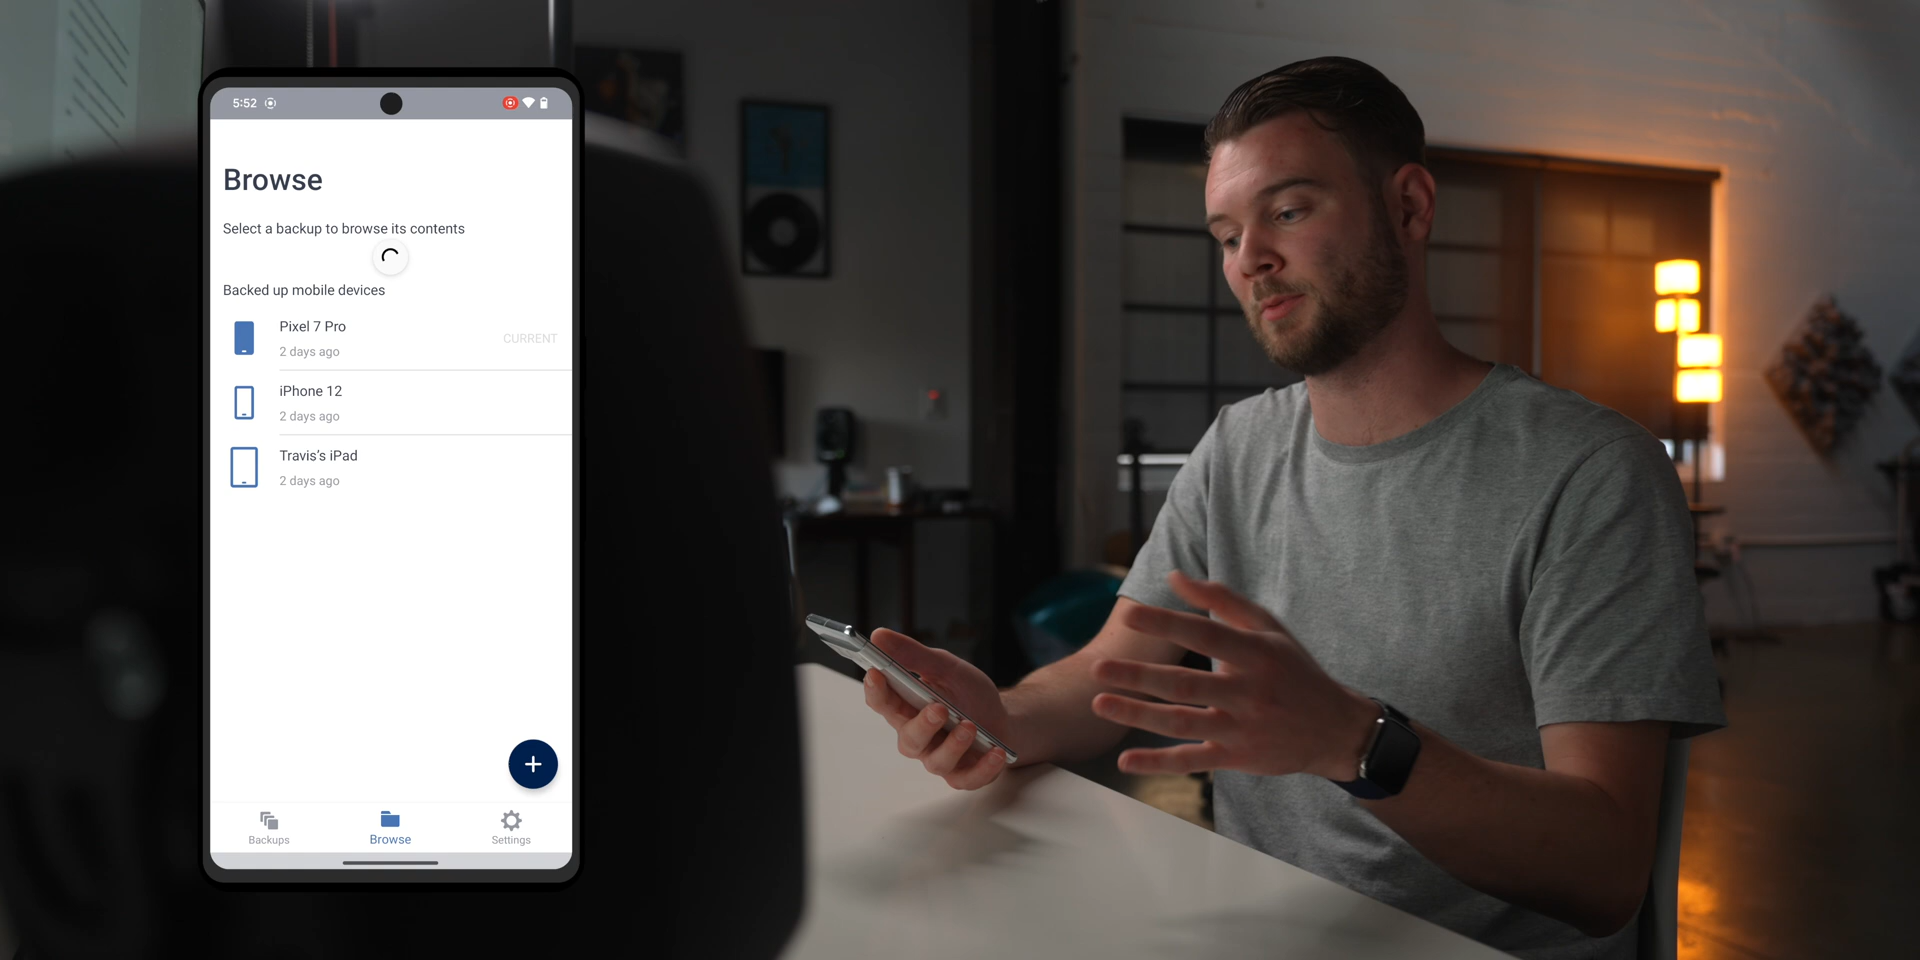 5:52
Browse
Select a backup to browse its contents
Backed up mobile devices
Pixel 7 Pro
2 days ago
CURRENT
iPhone 12
2 days ago
Travis's iPad
2 days ago
Backups
Browse
Settings